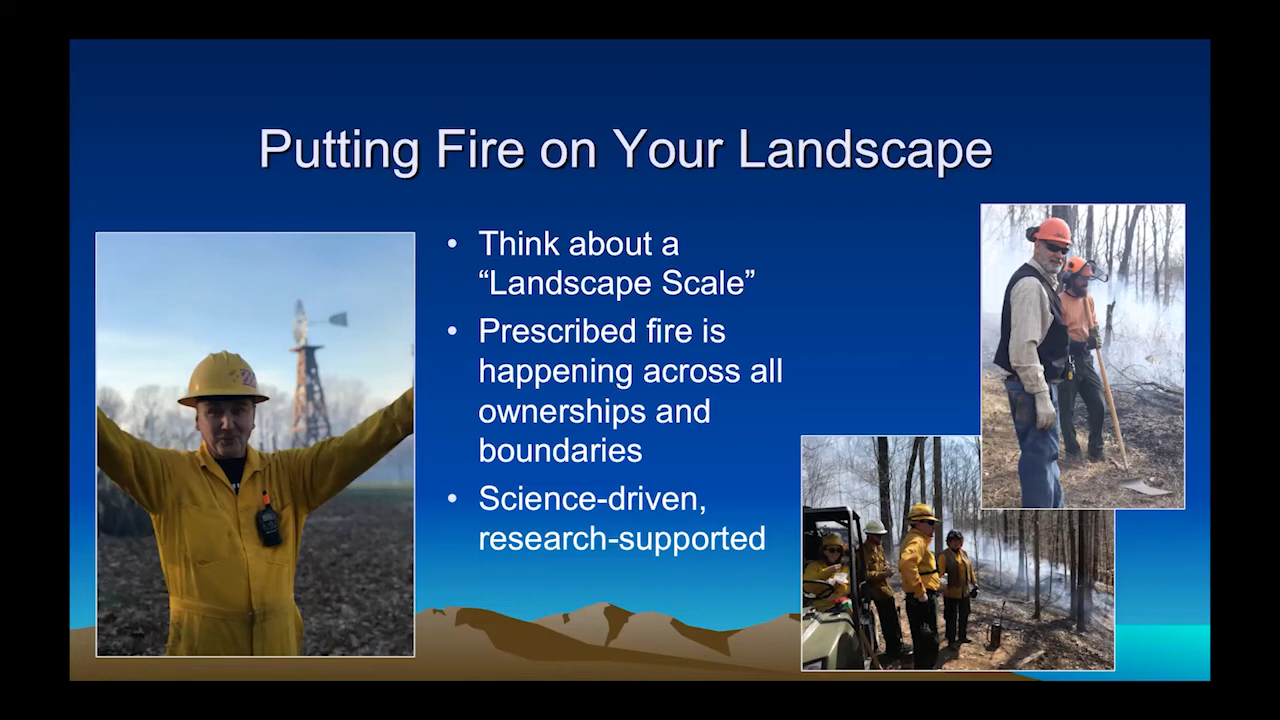 Putting Fire on Your Landscape
• Think about a
“Landscape Scale”
• Prescribed fire is
happening across all
ownerships and
boundaries
• Science-driven,
research-supported